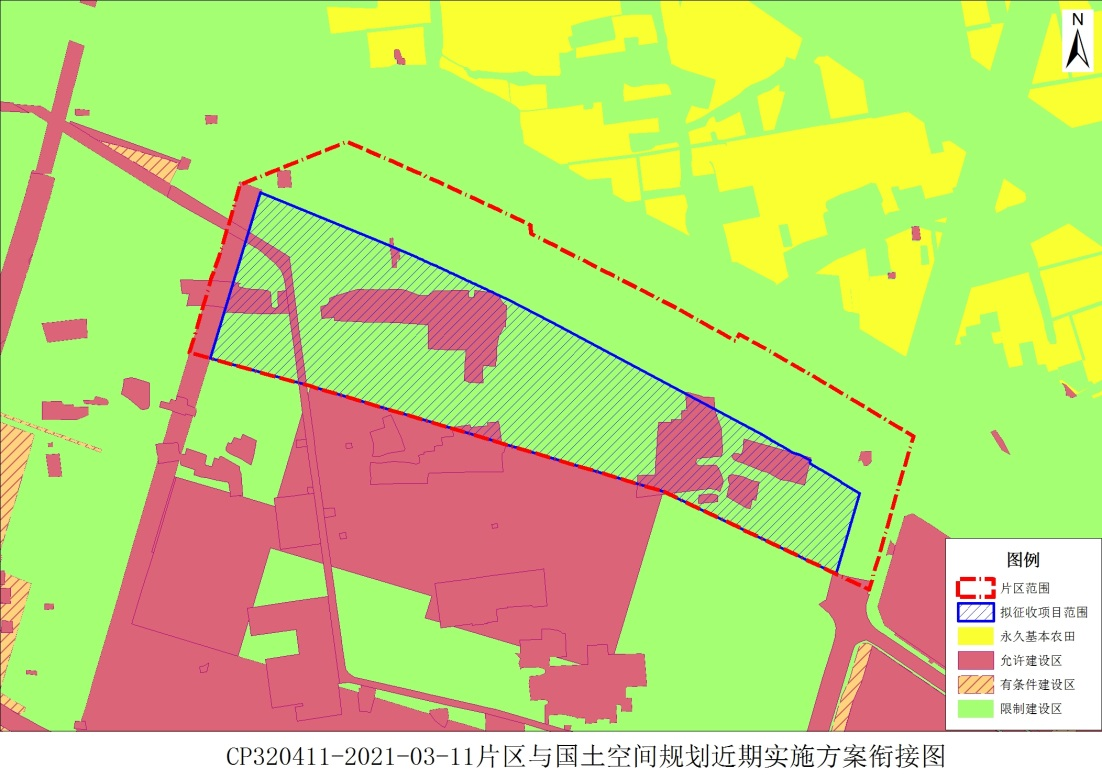 N
图例
片区范围
拟征收项目范围
永久基本农田
允许建设区
有条件建设区
限制建设区
CP320411-2021-03-11片区与国土空间规划近期实施方案衔接图